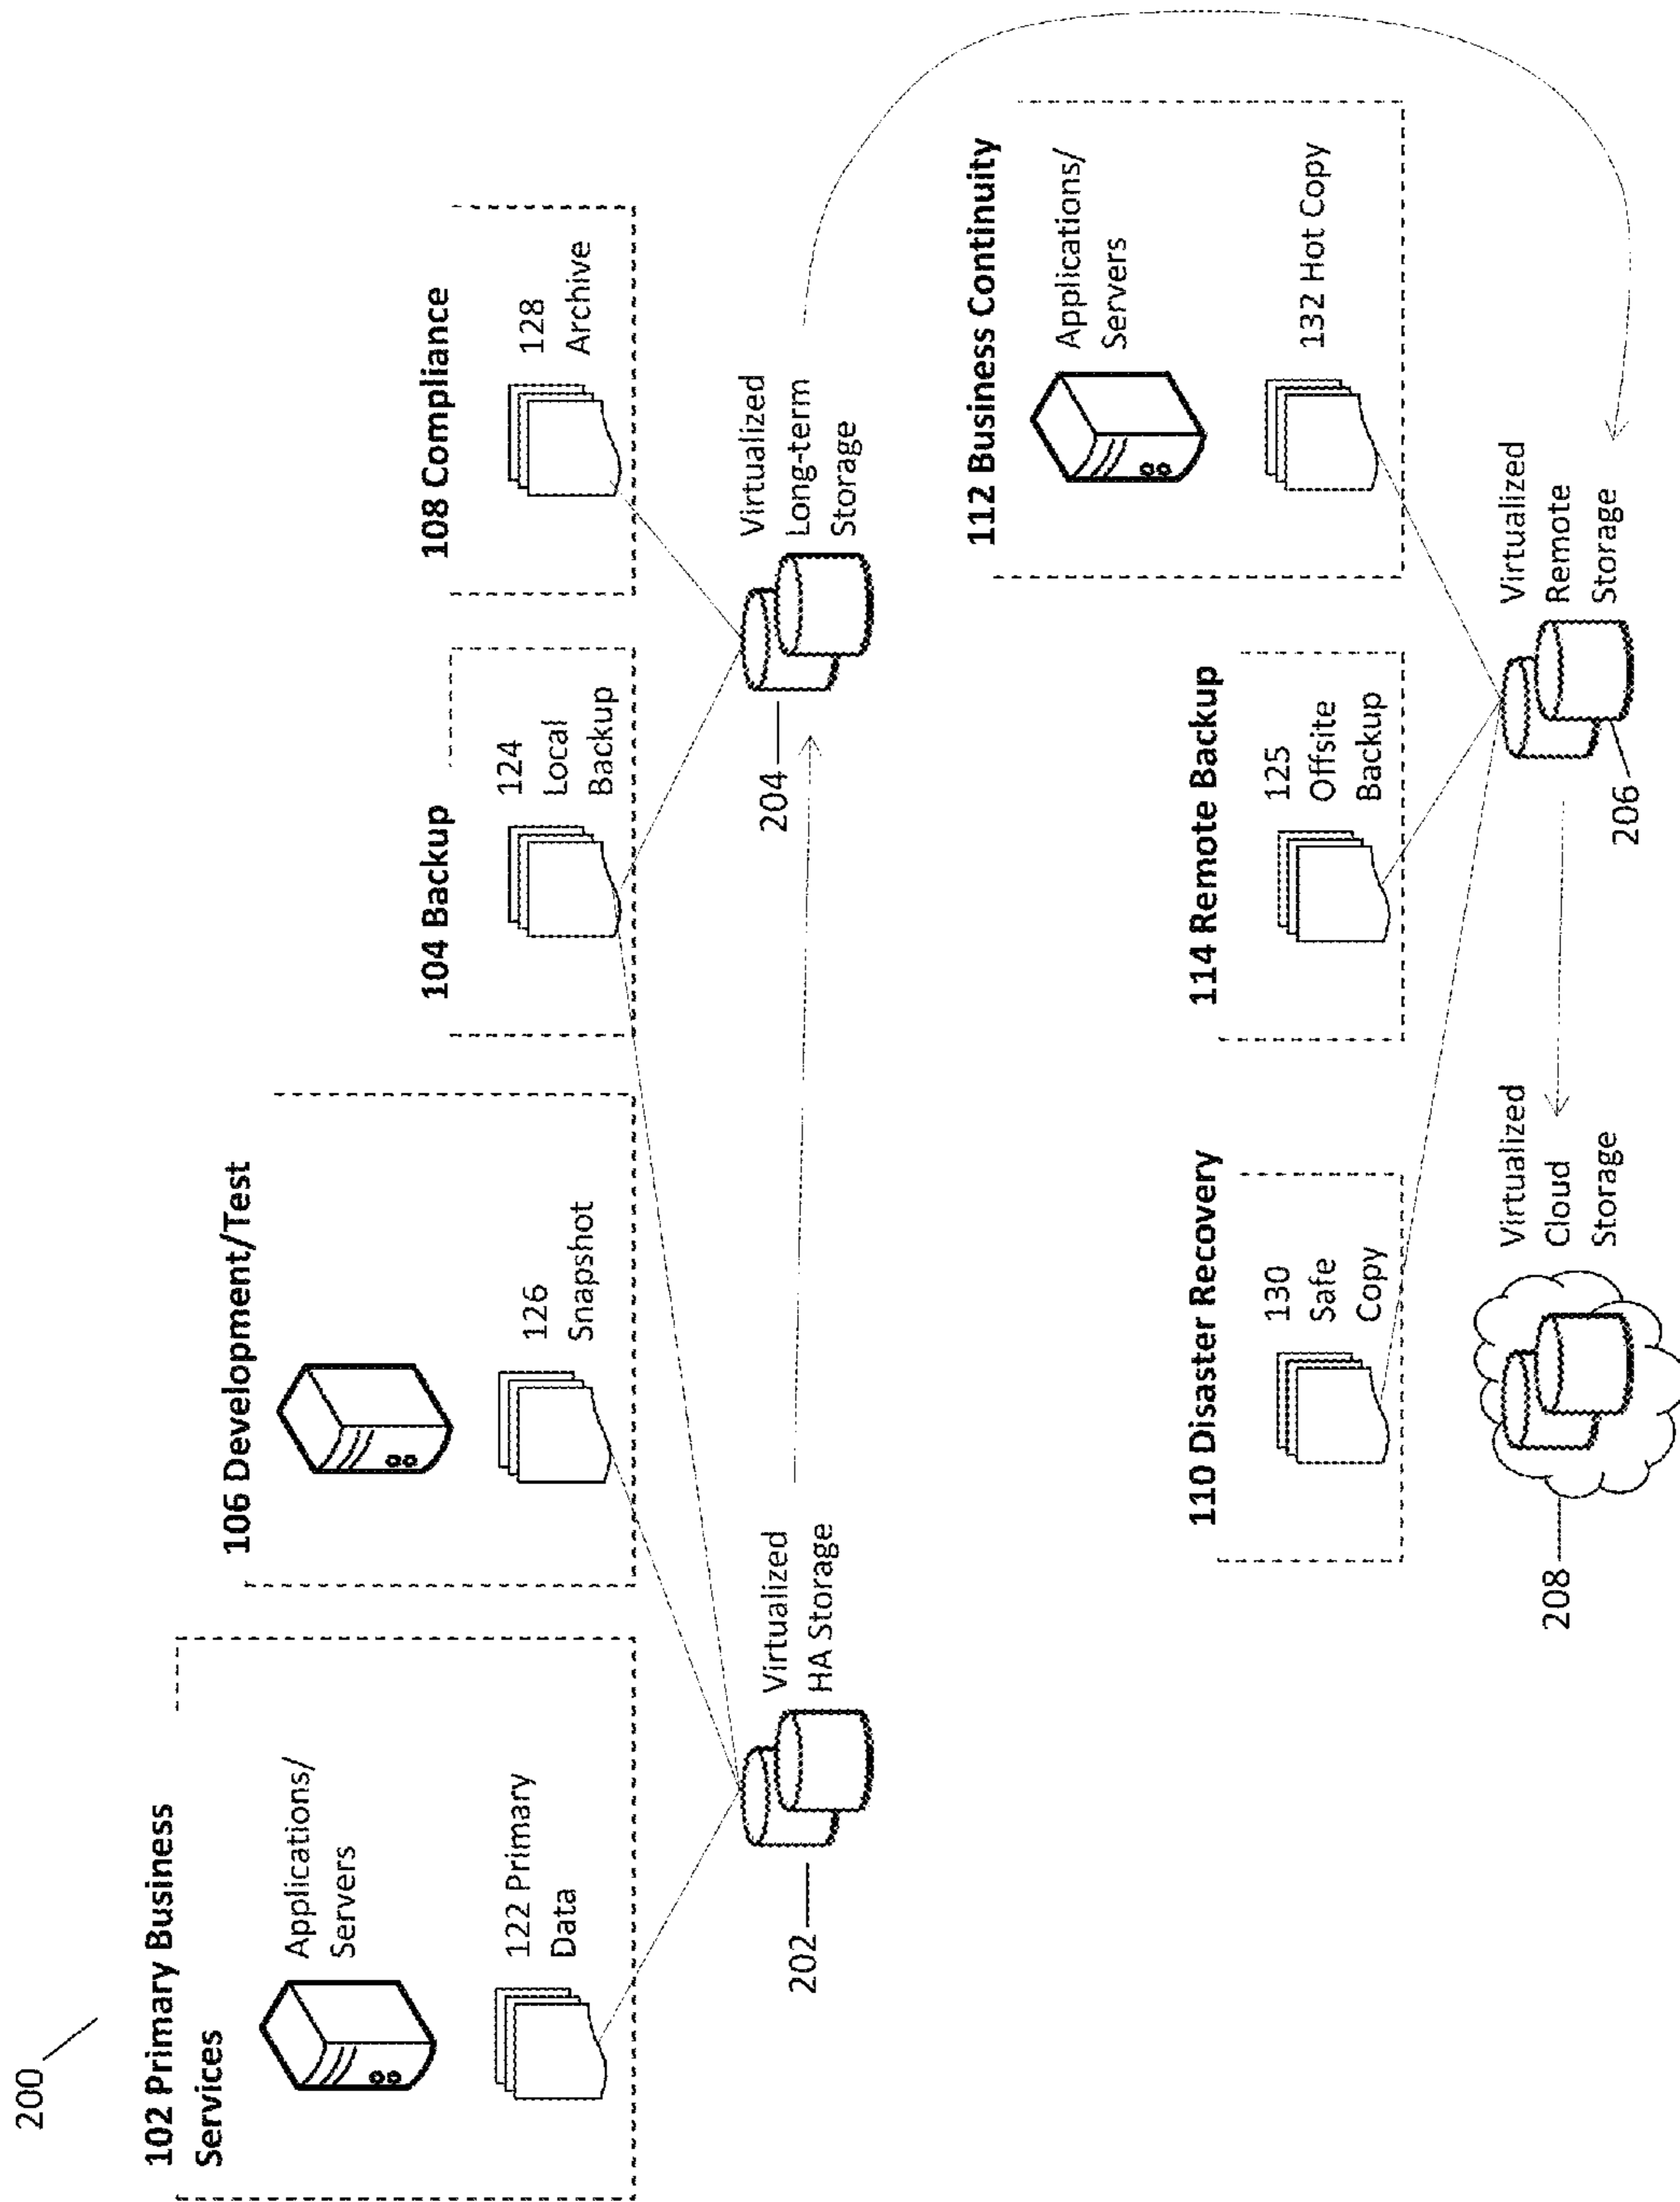 200
102 Primary Business
Services
Applications/
Servers
122 Primary
Data
106 Development/Test
126
Snapshot
104 Backup
124
Local
Backup
108 Compliance
128
Archive
202
Virtualized
HA Storage
204
Virtualized
Long-term
Storage
110 Disaster Recovery
130
Safe
Copy
114 Remote Backup
125
Offsite
Backup
112 Business Continuity
Applications/
Servers
132 Hot Copy
208
Virtualized
Cloud
Storage
206
Virtualized
Remote
Storage